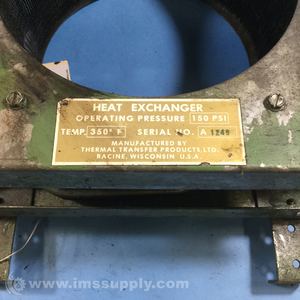 HEAT EXCHANGER
OPERATING PRESSURE 150 PSI
TEMP. 350° F SERIAL NO. A 1249
MANUFACTURED BY
THERMAL TRANSFER PRODUCTS, LTD.
RACINE, WISCONSIN U.S.A.
www.imssupply.com